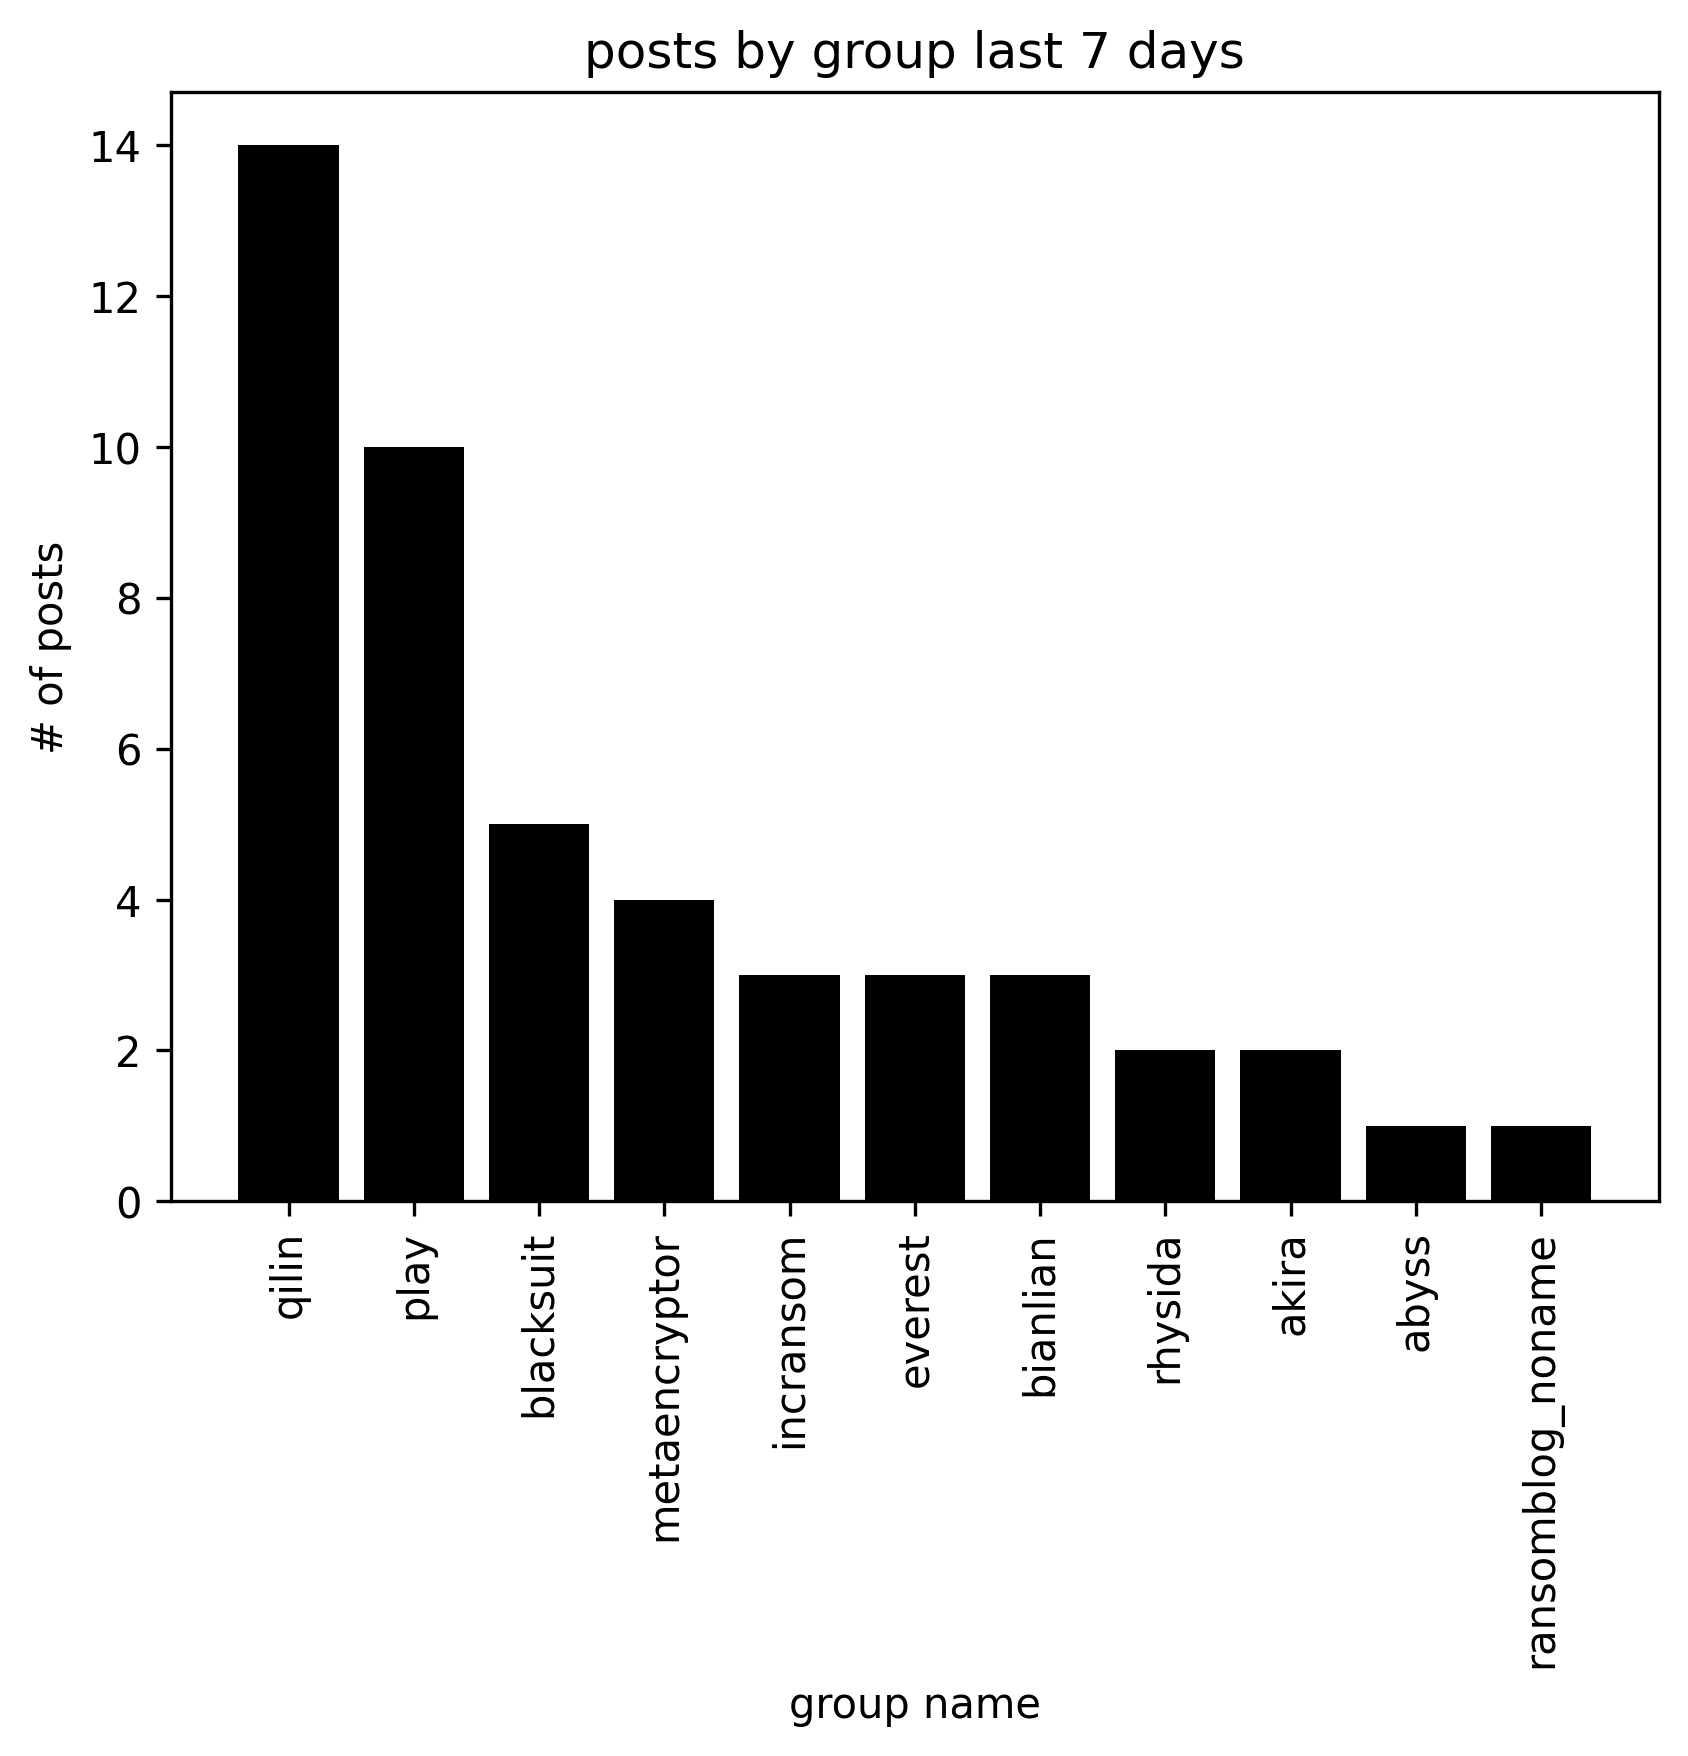 posts by group last 7 days
# of posts
14
12
10
8
6
4
2
0
qilin
play
blacksuit
metaencryptor
incransom
everest
bianlian
rhysida
akira
abyss
ransomblog_noname
group name